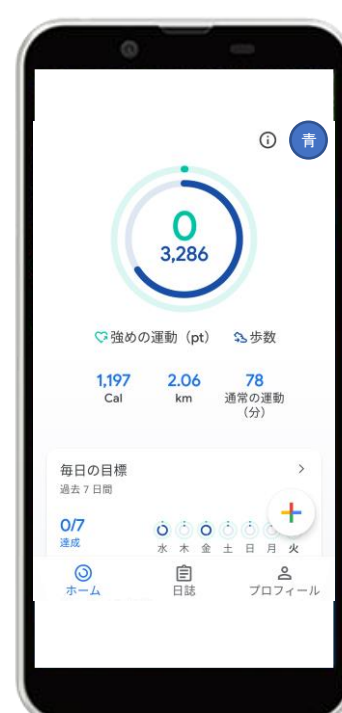 青
0
3,286
強めの運動（pt） 歩数
1,197 2.06 78
Cal km 通常の運動（分）
毎日の目標
過去 7 日間
0/7
達成
水 木 金 土 日 月 火
ホーム 日誌 プロフィール